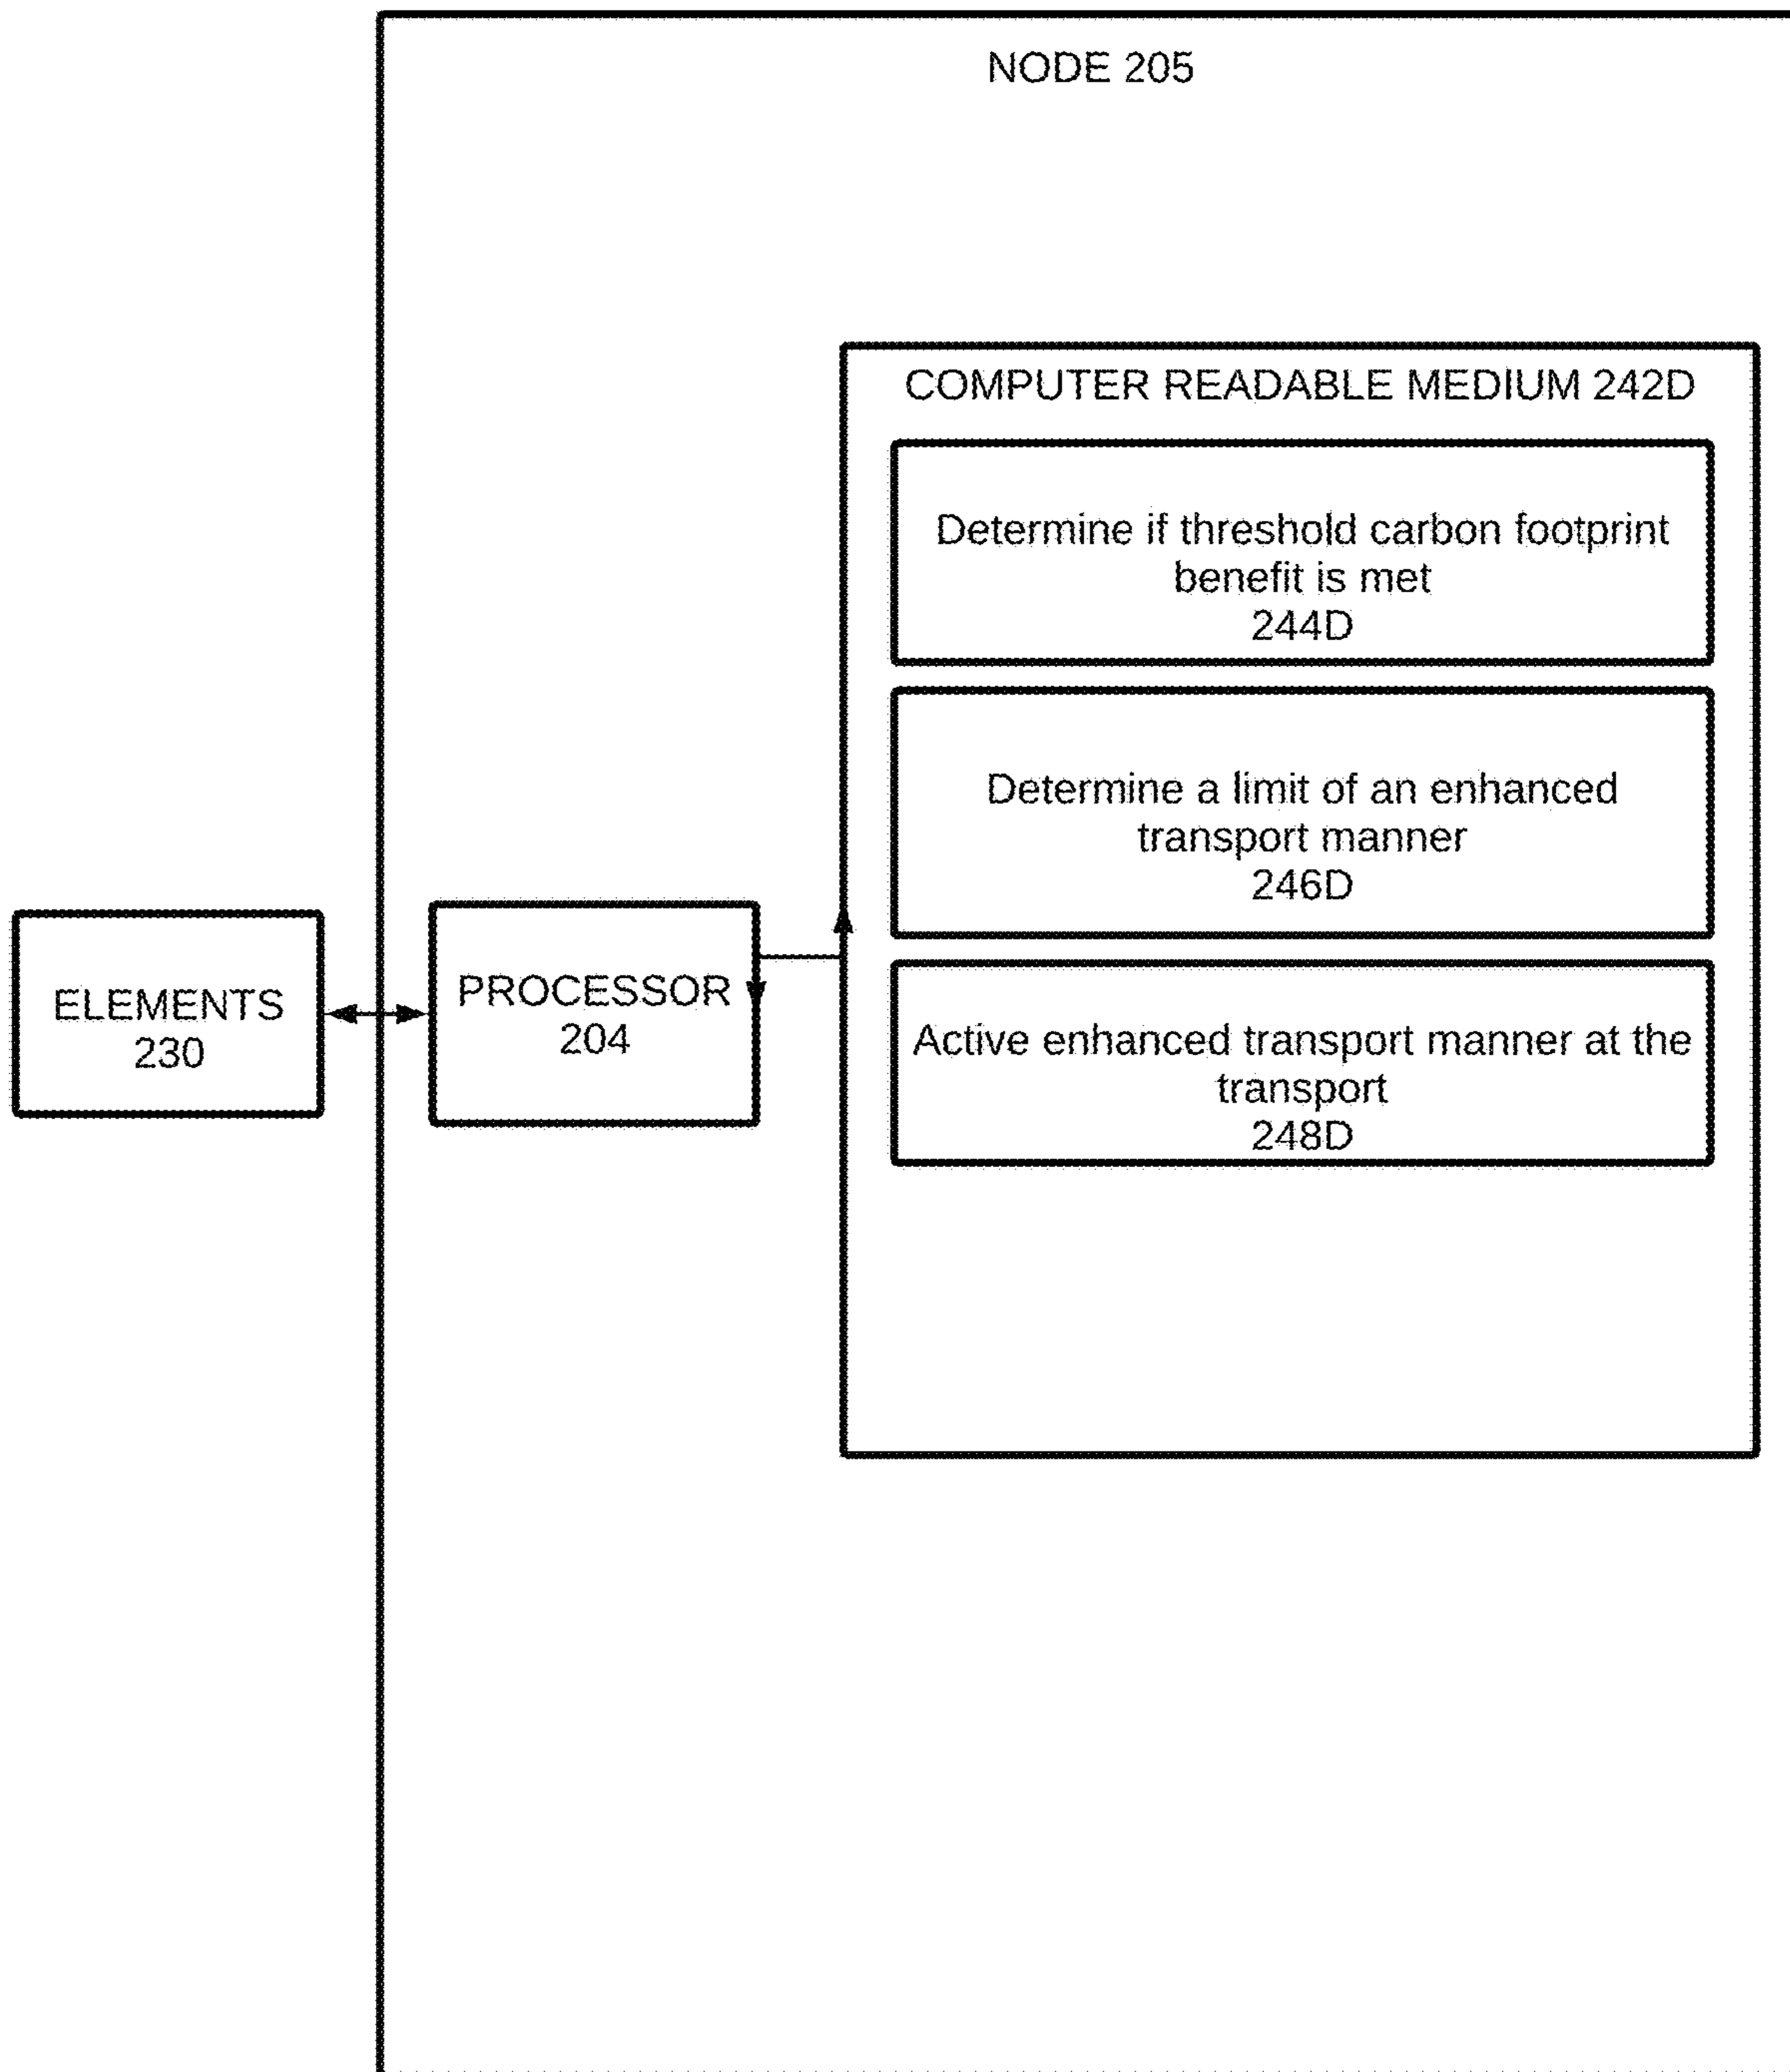 NODE 205
COMPUTER READABLE MEDIUM 242D
Determine if threshold carbon footprint
benefit is met
244D
Determine a limit of an enhanced
transport manner
246D
ELEMENTS
230
PROCESSOR
204
Active enhanced transport manner at the
transport
248D